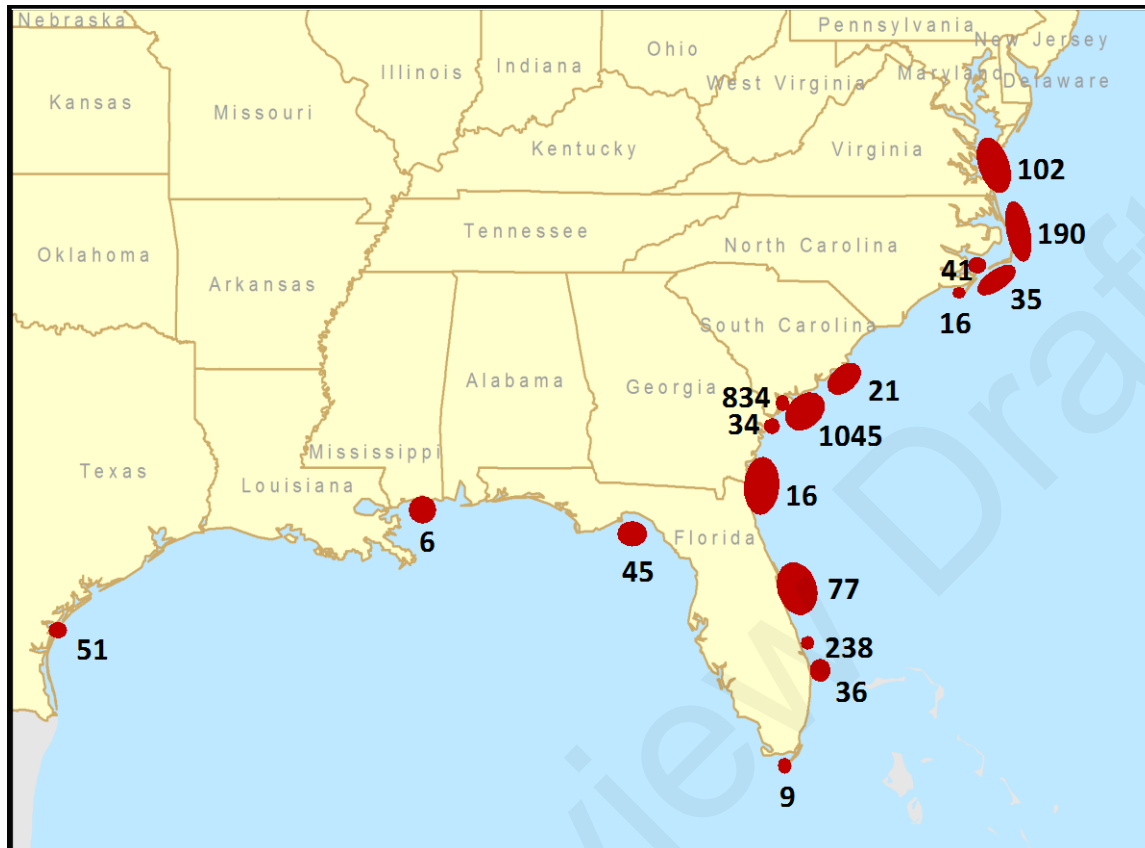 Nebraska
Pennsylvania
New Jersey
Ohio
Illinois
Indiana
West Virginia
Maryland
Delaware
Kansas
Missouri
Kentucky
Virginia
102
Tennessee
North Carolina
190
Oklahoma
41
Arkansas
35
16
South Carolina
Alabama
Georgia
834
21
34
1045
Mississippi
Texas
Louisiana
16
6
Florida
45
77
51
238
36
9
view Draft